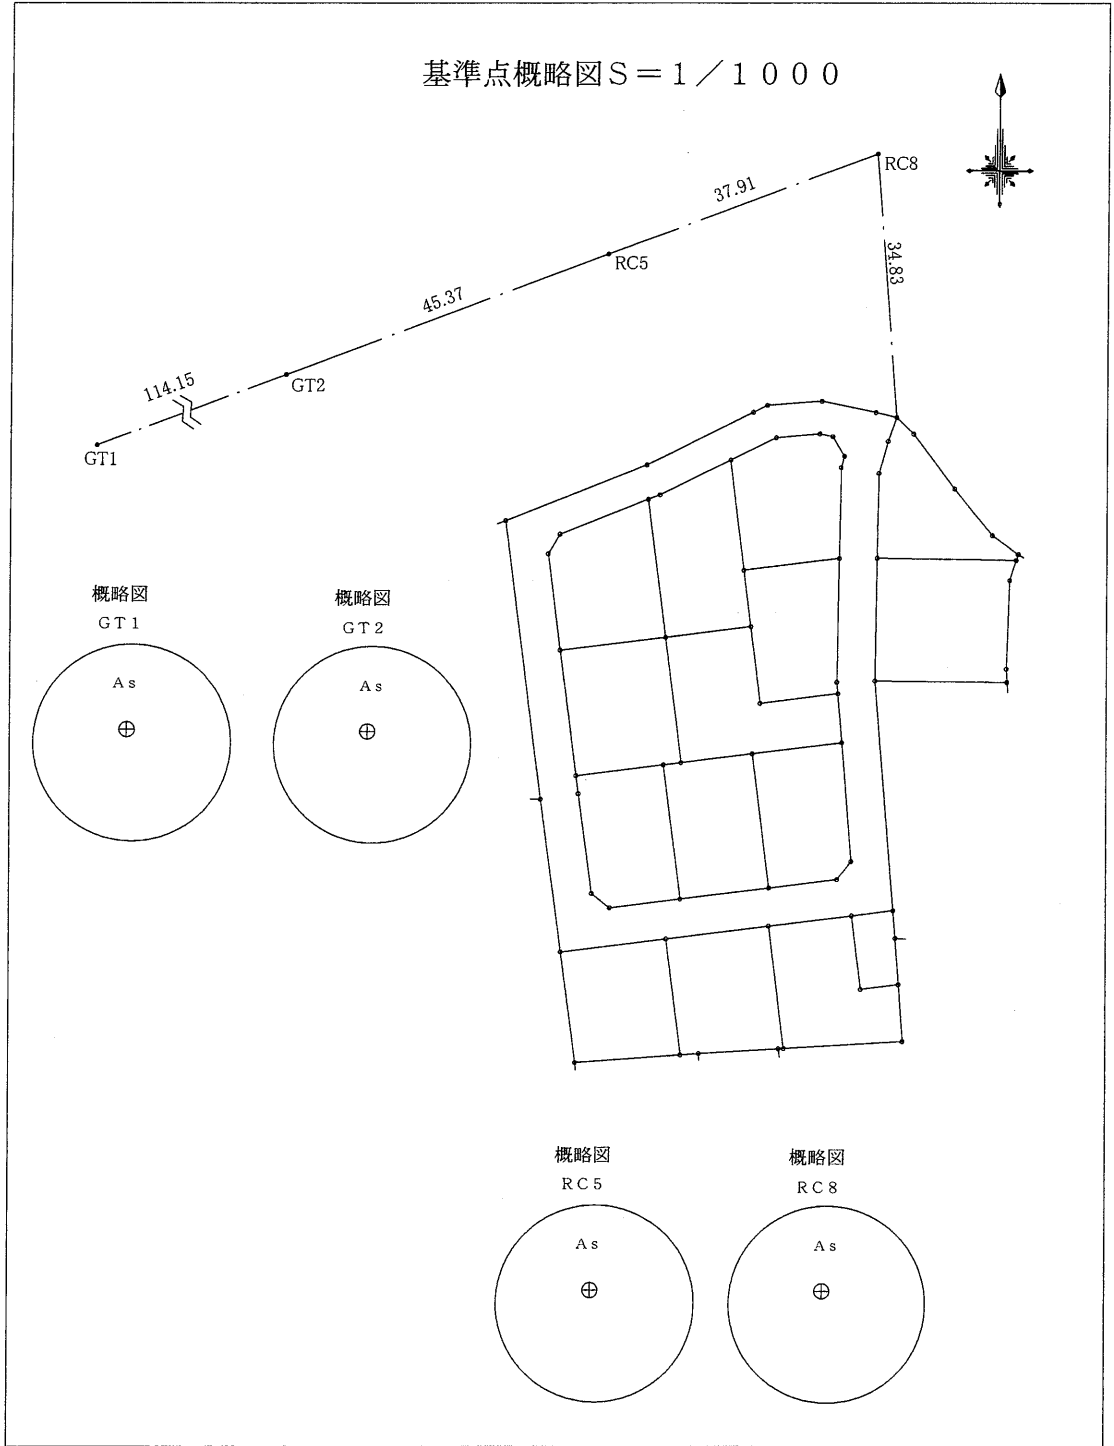 基準点概略図S＝1／1000
RC8
37.91
34.83
RC5
45.37
GT2
114.15
GT1
概略図
GT1
As
概略図
GT2
As
概略図
RC5
As
概略図
RC8
As